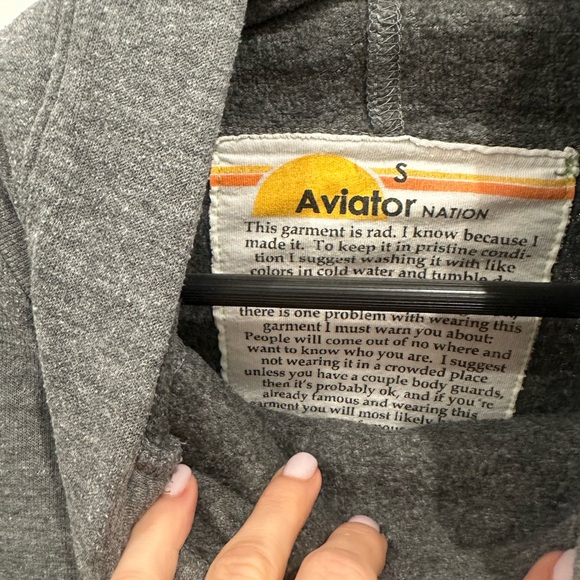 S
Aviator NATION
This garment is rad. I know because I
made it. To keep it in pristine condi-
tion I suggest washing it with like
colors in cold water and tumble
there is one problem with wearing this
garment I must warn you about:
People will come out of no where and
want to know who you are. I suggest
not wearing it in a crowded place
unless you have a couple body guards,
then it's probably ok, and if you're
already famous and wearing this
garment you will most likely